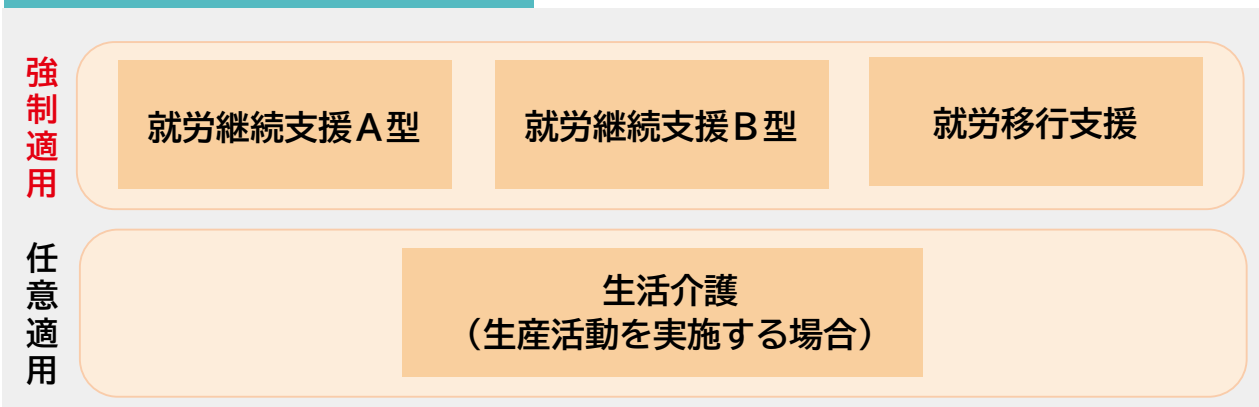 強制適用
就労継続支援A型
就労継続支援B型
就労移行支援
任意適用
生活介護
（生産活動を実施する場合）